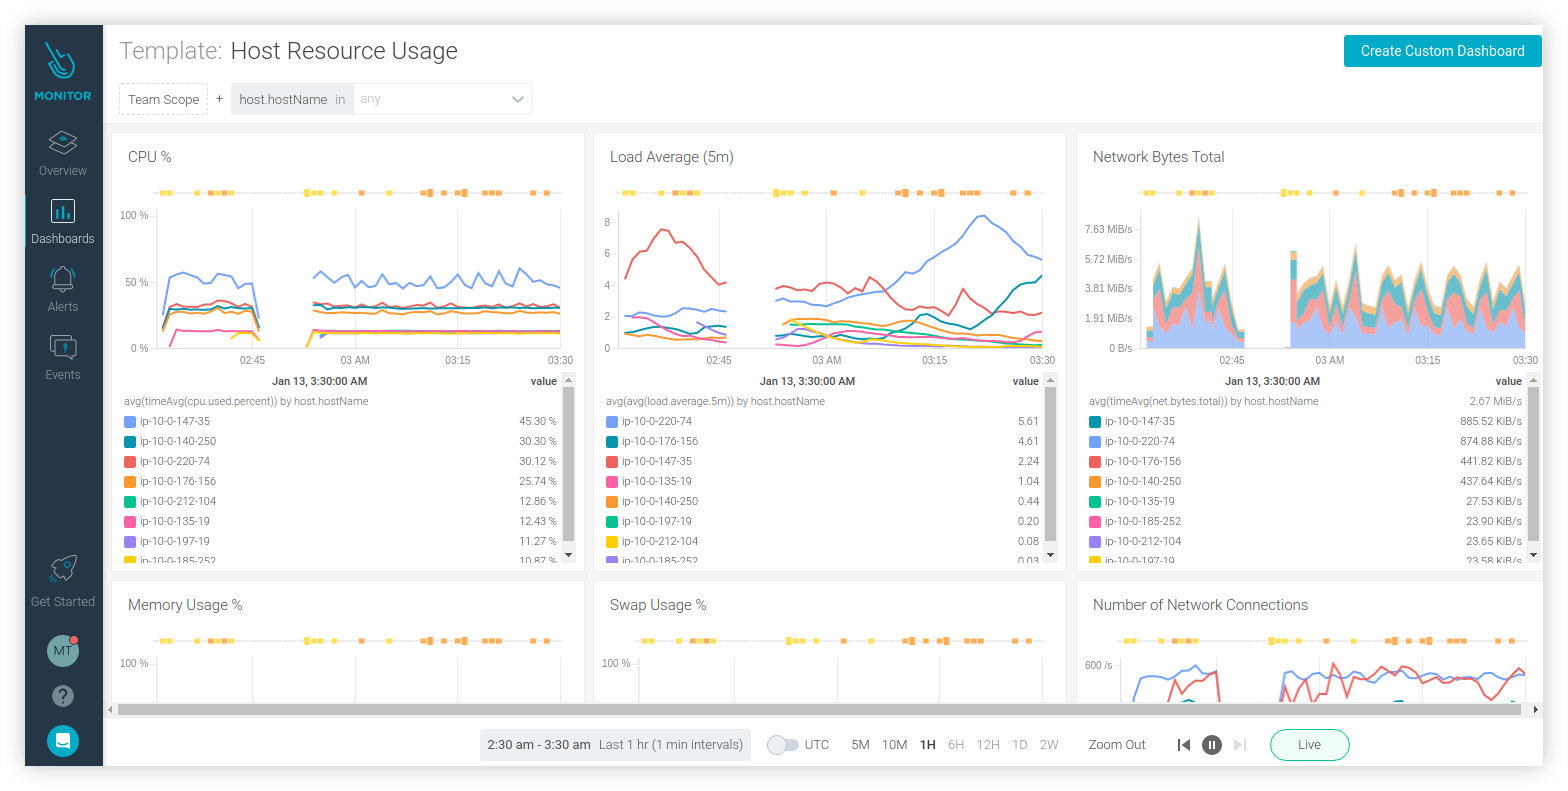 MONITOR
Overview
Dashboards
Alerts
Events
Get Started
MT
?
Template: Host Resource Usage
Create Custom Dashboard
Team Scope + host.hostName in any
CPU %
100 %
50 %
0 %
02:45 03 AM 03:15 03:30
Jan 13, 3:30:00 AM value
avg(timeAvg(cpu.used.percent)) by host.hostName
ip-10-0-147-35 45.30 %
ip-10-0-140-250 30.30 %
ip-10-0-220-74 30.12 %
ip-10-0-176-156 25.74 %
ip-10-0-212-104 12.86 %
ip-10-0-135-19 12.43 %
ip-10-0-197-19 11.27 %
ip-10-0-185-252 10.87 %
Load Average (5m)
8
6
4
2
0
02:45 03 AM 03:15 03:30
Jan 13, 3:30:00 AM value
avg(avg(load.average.5m)) by host.hostName
ip-10-0-220-74 5.61
ip-10-0-176-156 4.61
ip-10-0-147-35 2.24
ip-10-0-135-19 1.04
ip-10-0-140-250 0.44
ip-10-0-197-19 0.20
ip-10-0-212-104 0.08
ip-10-0-185-252 0.03
Network Bytes Total
7.63 MiB/s
5.72 MiB/s
3.81 MiB/s
1.91 MiB/s
0 B/s
02:45 03 AM 03:15 03:30
Jan 13, 3:30:00 AM value
avg(timeAvg(net.bytes.total)) by host.hostName 2.67 MiB/s
ip-10-0-147-35 885.52 KiB/s
ip-10-0-220-74 874.88 KiB/s
ip-10-0-176-156 441.82 KiB/s
ip-10-0-140-250 437.64 KiB/s
ip-10-0-135-19 27.53 KiB/s
ip-10-0-185-252 23.90 KiB/s
ip-10-0-212-104 23.65 KiB/s
ip-10-0-197-19 23.58 KiB/s
Memory Usage %
100 %
Swap Usage %
100 %
Number of Network Connections
600 /s
2:30 am - 3:30 am Last 1 hr (1 min intervals) UTC 5M 10M 1H 6H 12H 1D 2W Zoom Out Live